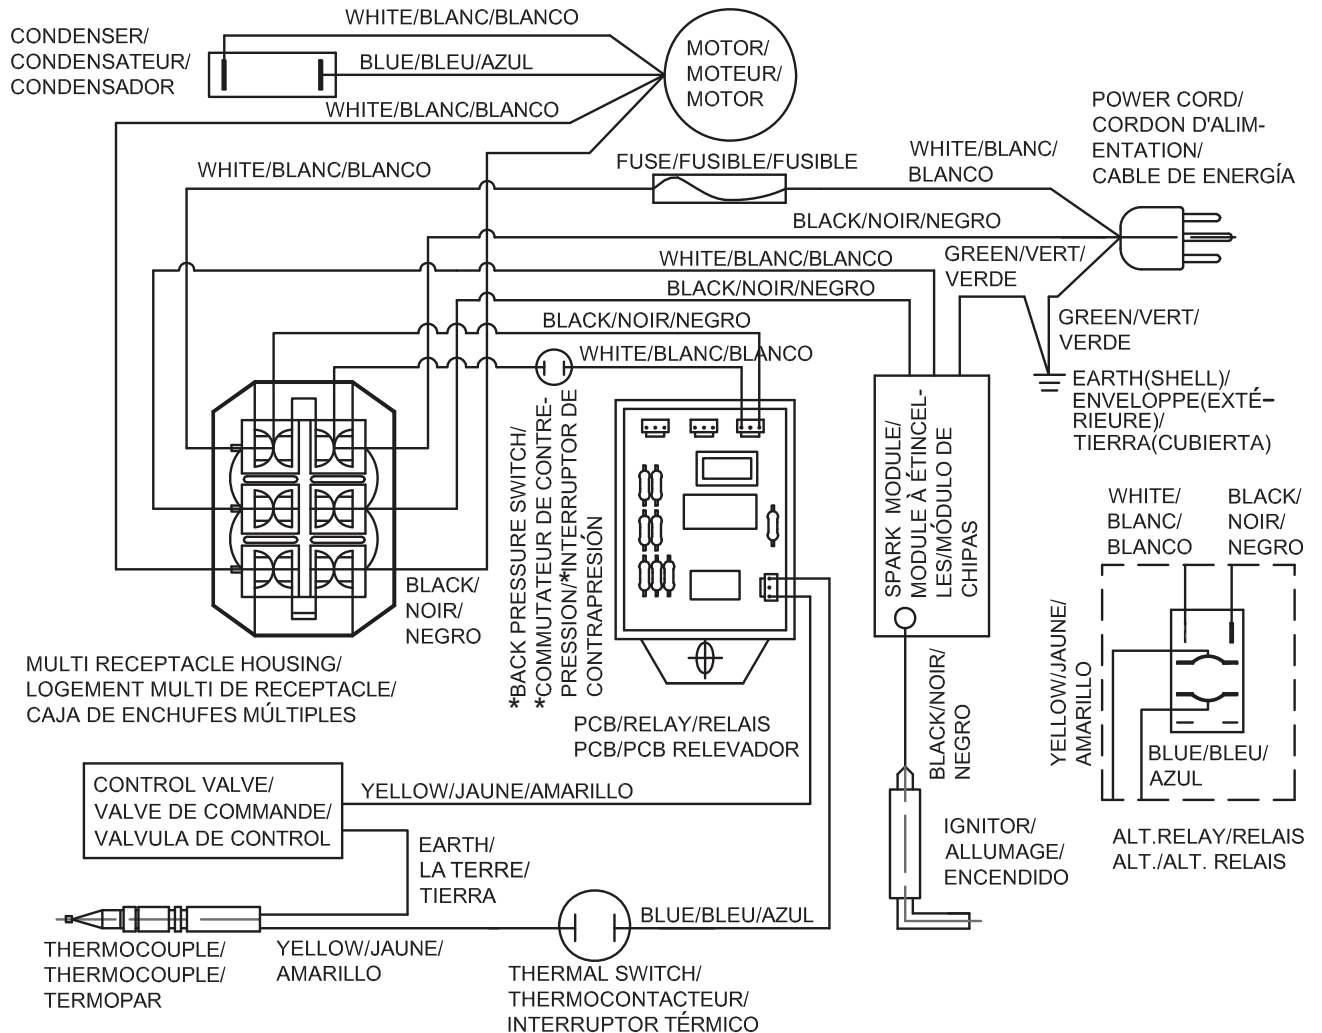 WHITE/BLANC/BLANCO
CONDENSER/
CONDENSATEUR/
CONDENSADOR
BLUE/BLEU/AZUL
WHITE/BLANC/BLANCO
MOTOR/
MOTEUR/
MOTOR
POWER CORD/
CORDON D'ALIM-
ENTATION/
CABLE DE ENERGÍA
WHITE/BLANC/BLANCO
FUSE/FUSIBLE/FUSIBLE
WHITE/BLANC/
BLANCO
BLACK/NOIR/NEGRO
WHITE/BLANC/BLANCO
GREEN/VERT/
VERDE
BLACK/NOIR/NEGRO
BLACK/NOIR/NEGRO
GREEN/VERT/
VERDE
WHITE/BLANC/BLANCO
EARTH(SHELL)/
ENVELOPPE(EXTÉ-
RIEURE)/
TIERRA(CUBIERTA)
*BACK PRESSURE SWITCH/
*COMMUTATEUR DE CONTRE-
PRESSION/*INTERRUPTOR DE
CONTRAPRESIÓN
SPARK MODULE/
MODULE À ÉTINCEL-
LES/MÓDULO DE
CHIPAS
BLACK/
NOIR/
NEGRO
MULTI RECEPTACLE HOUSING/
LOGEMENT MULTI DE RECEPTACLE/
CAJA DE ENCHUFES MÚLTIPLES
PCB/RELAY/RELAIS
PCB/PCB RELEVADOR
BLACK/NOIR/
NEGRO
WHITE/
BLANC/
BLANCO
BLACK/
NOIR/
NEGRO
YELLOW/JAUNE/
AMARILLO
BLUE/BLEU/
AZUL
ALT.RELAY/RELAIS
ALT./ALT. RELAIS
CONTROL VALVE/
VALVE DE COMMANDE/
VALVULA DE CONTROL
YELLOW/JAUNE/AMARILLO
EARTH/
LA TERRE/
TIERRA
IGNITOR/
ALLUMAGE/
ENCENDIDO
THERMOCOUPLE/
THERMOCOUPLE/
TERMOPAR
YELLOW/JAUNE/
AMARILLO
BLUE/BLEU/AZUL
THERMAL SWITCH/
THERMOCONTACTEUR/
INTERRUPTOR TÉRMICO